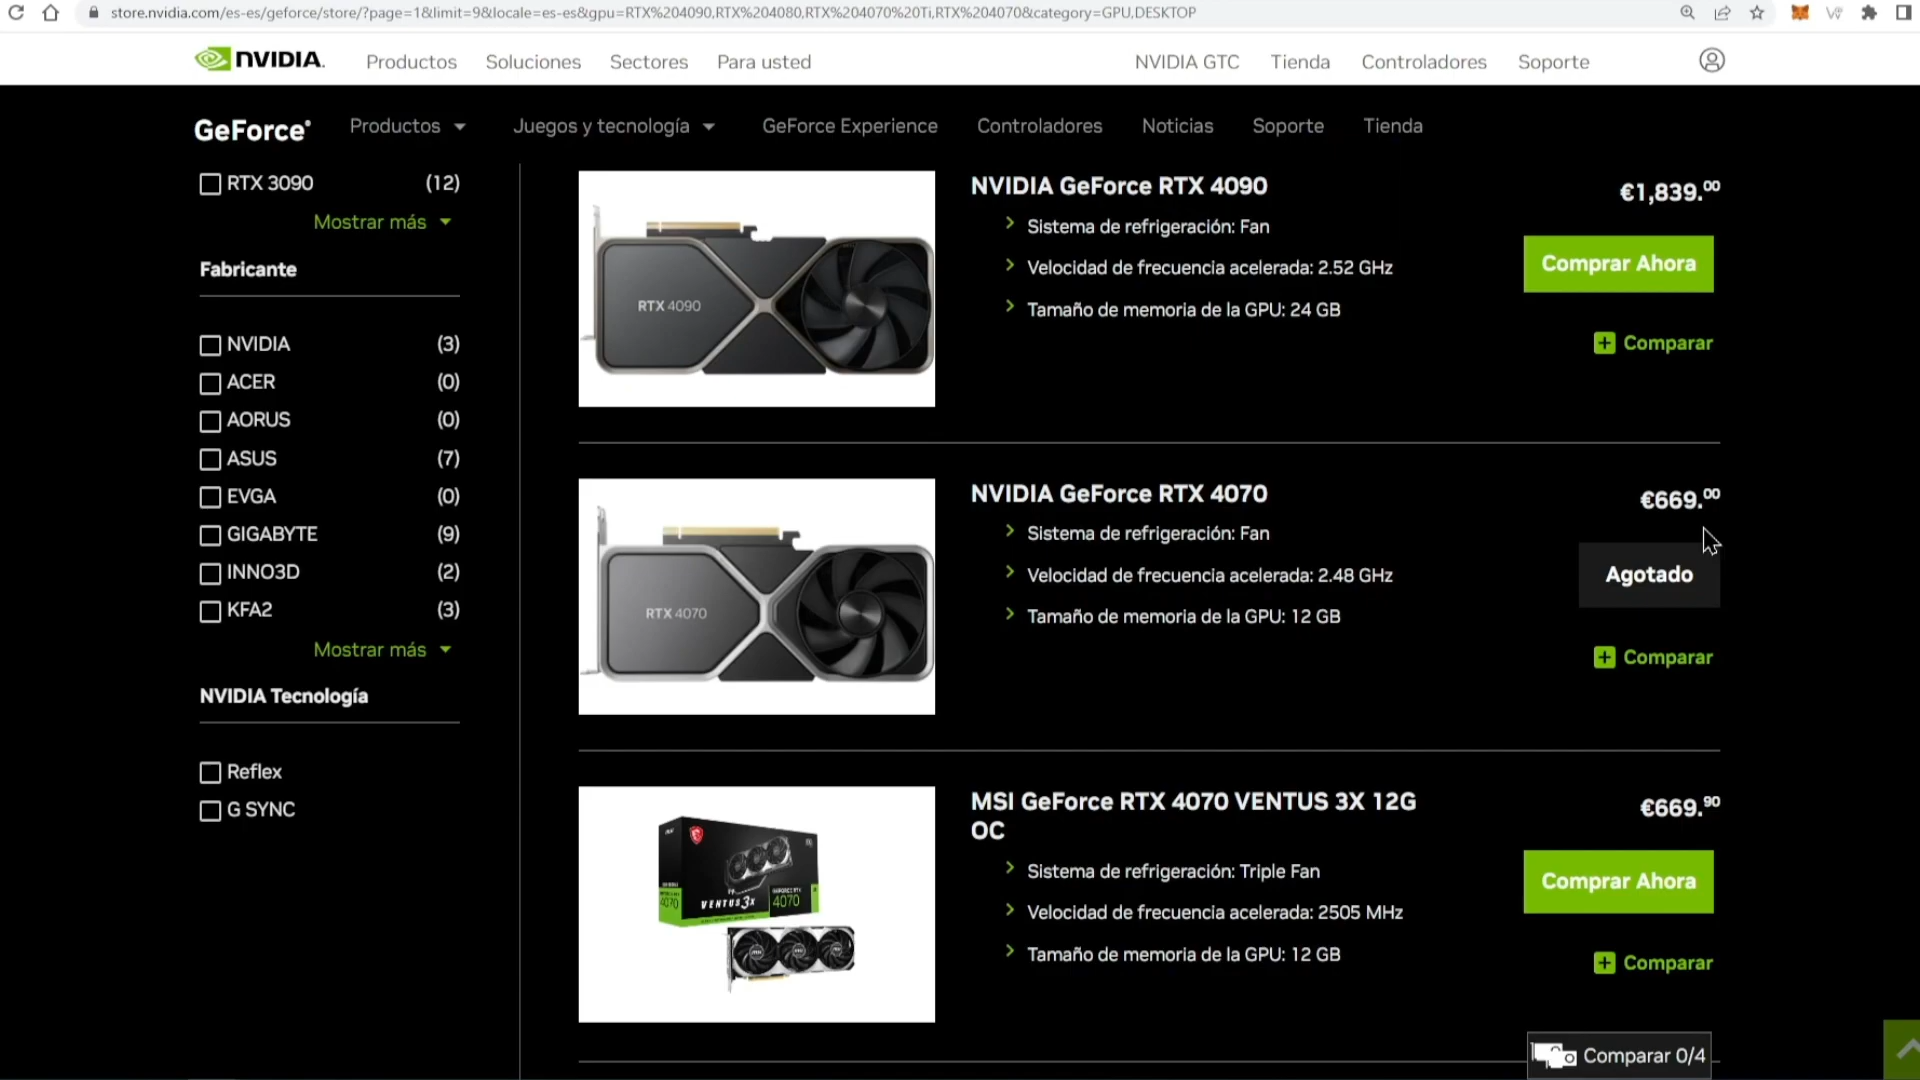 store.nvidia.com/es-es/geforce/store/?page=1&limit=9&locale=es-es&gpu=RTX%204090,RTX%204080,RTX%204070%20Ti,RTX%204070&category=GPU,DESKTOP
NVIDIA. Productos Soluciones Sectores Para usted NVIDIA GTC Tienda Controladores Soporte
GeForce® Productos Juegos y tecnología GeForce Experience Controladores Noticias Soporte Tienda
RTX 3090 (12)
Mostrar más
Fabricante
NVIDIA (3)
ACER (0)
AORUS (0)
ASUS (7)
EVGA (0)
GIGABYTE (9)
INNO3D (2)
KFA2 (3)
Mostrar más
NVIDIA Tecnología
Reflex
G SYNC
RTX 4090
NVIDIA GeForce RTX 4090
Sistema de refrigeración: Fan
Velocidad de frecuencia acelerada: 2.52 GHz
Tamaño de memoria de la GPU: 24 GB
€1,839.00
Comprar Ahora
Comparar
RTX 4070
NVIDIA GeForce RTX 4070
Sistema de refrigeración: Fan
Velocidad de frecuencia acelerada: 2.48 GHz
Tamaño de memoria de la GPU: 12 GB
€669.00
Agotado
Comparar
VENTUS 3X
4070
MSI GeForce RTX 4070 VENTUS 3X 12G
OC
Sistema de refrigeración: Triple Fan
Velocidad de frecuencia acelerada: 2505 MHz
Tamaño de memoria de la GPU: 12 GB
€669.90
Comprar Ahora
Comparar
Comparar 0/4